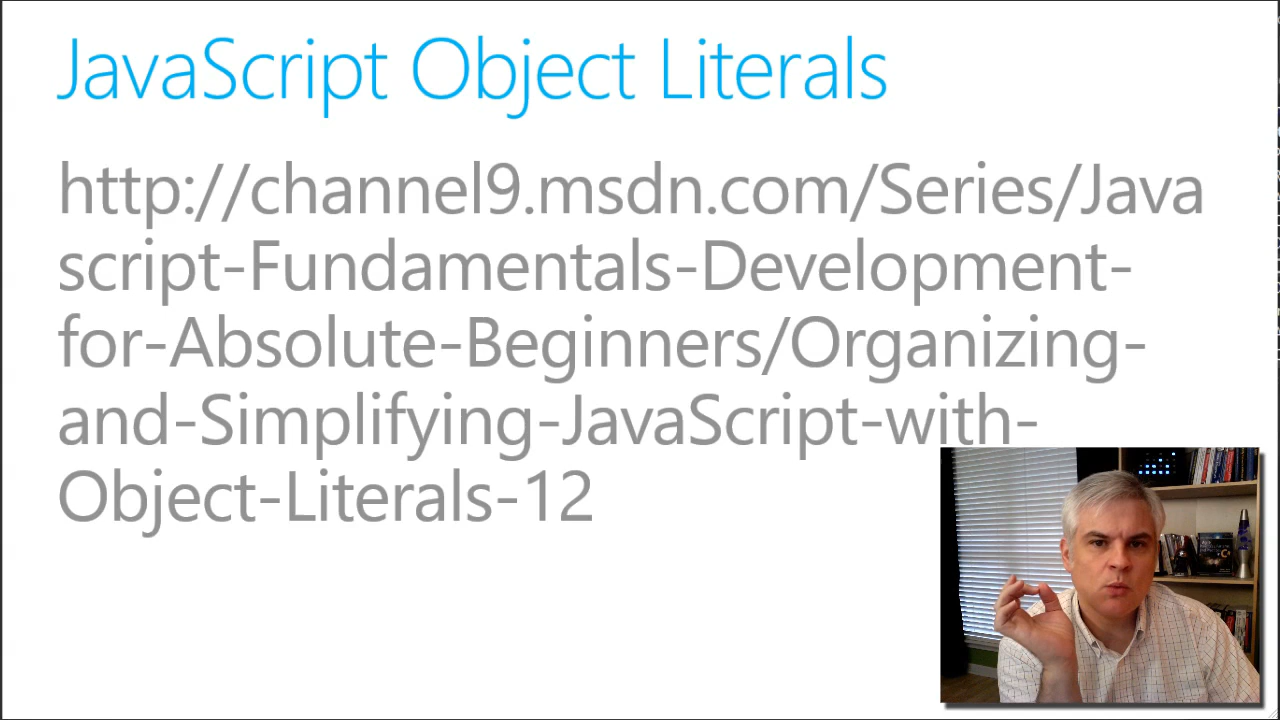 JavaScript Object Literals
http://channel9.msdn.com/Series/Java
script-Fundamentals-Development-
for-Absolute-Beginners/Organizing-
and-Simplifying-JavaScript-with-
Object-Literals-12